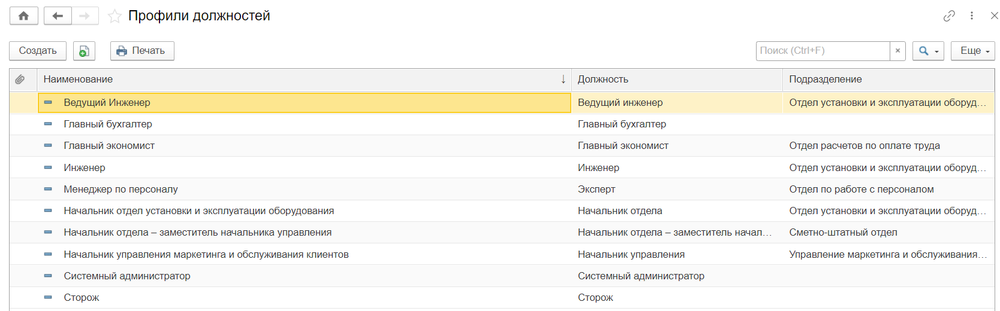 Профили должностей
Создать Печать Поиск (Ctrl+F) × Еще
Наименование ↓ Должность Подразделение
Ведущий Инженер Ведущий инженер Отдел установки и эксплуатации оборуд...
Главный бухгалтер Главный бухгалтер
Главный экономист Главный экономист Отдел расчетов по оплате труда
Инженер Инженер Отдел установки и эксплуатации оборуд...
Менеджер по персоналу Эксперт Отдел по работе с персоналом
Начальник отдел установки и эксплуатации оборудования Начальник отдела Отдел установки и эксплуатации оборуд...
Начальник отдела – заместитель начальника управления Начальник отдела – заместитель начал... Сметно-штатный отдел
Начальник управления маркетинга и обслуживания клиентов Начальник управления Управление маркетинга и обслуживания...
Системный администратор Системный администратор
Сторож Сторож